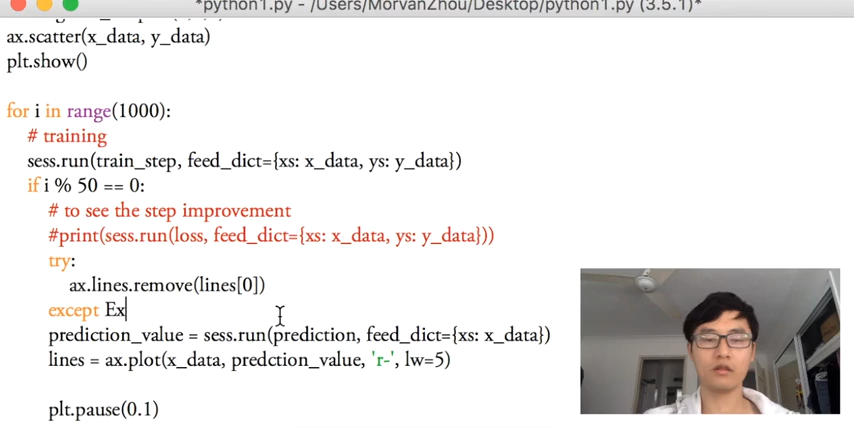 *python1.py - /Users/MorvanZhou/Desktop/python1.py (3.5.1)*
ax.scatter(x_data, y_data)
plt.show()
for i in range(1000):
# training
sess.run(train_step, feed_dict={xs: x_data, ys: y_data})
if i % 50 == 0:
# to see the step improvement
#print(sess.run(loss, feed_dict={xs: x_data, ys: y_data}))
try:
ax.lines.remove(lines[0])
except Ex
prediction_value = sess.run(prediction, feed_dict={xs: x_data})
lines = ax.plot(x_data, predction_value, 'r-', lw=5)
plt.pause(0.1)